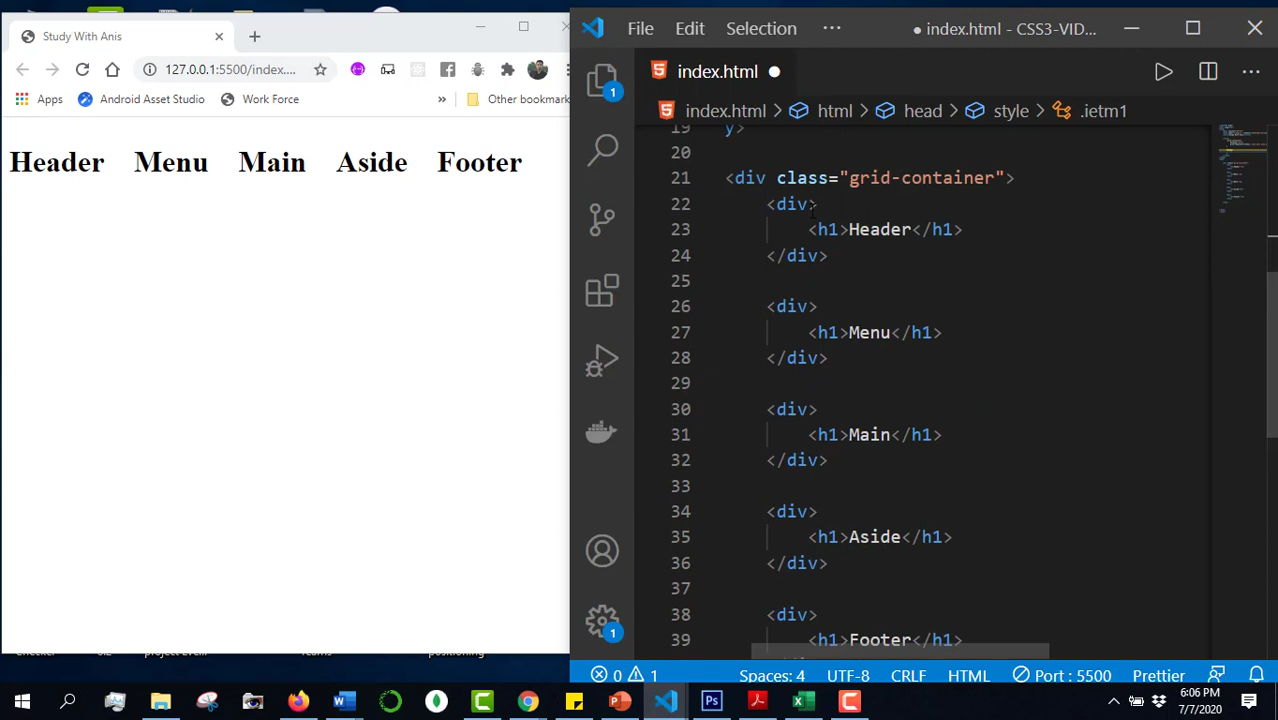 Study With Anis
127.0.0.1:5500/index....
Apps
Android Asset Studio
Work Force
»
Other bookmark
Header Menu Main Aside Footer
File Edit Selection ··· ● index.html - CSS3-VID...
index.html ●
index.html > html > head > style > .ietm1
19 y>
20
21 <div class="grid-container">
22 <div>
23 <h1>Header</h1>
24 </div>
25
26 <div>
27 <h1>Menu</h1>
28 </div>
29
30 <div>
31 <h1>Main</h1>
32 </div>
33
34 <div>
35 <h1>Aside</h1>
36 </div>
37
38 <div>
39 <h1>Footer</h1>
1
1
0 1 Spaces: 4 UTF-8 CRLF HTML Port : 5500 Prettier
6:06 PM
7/7/2020